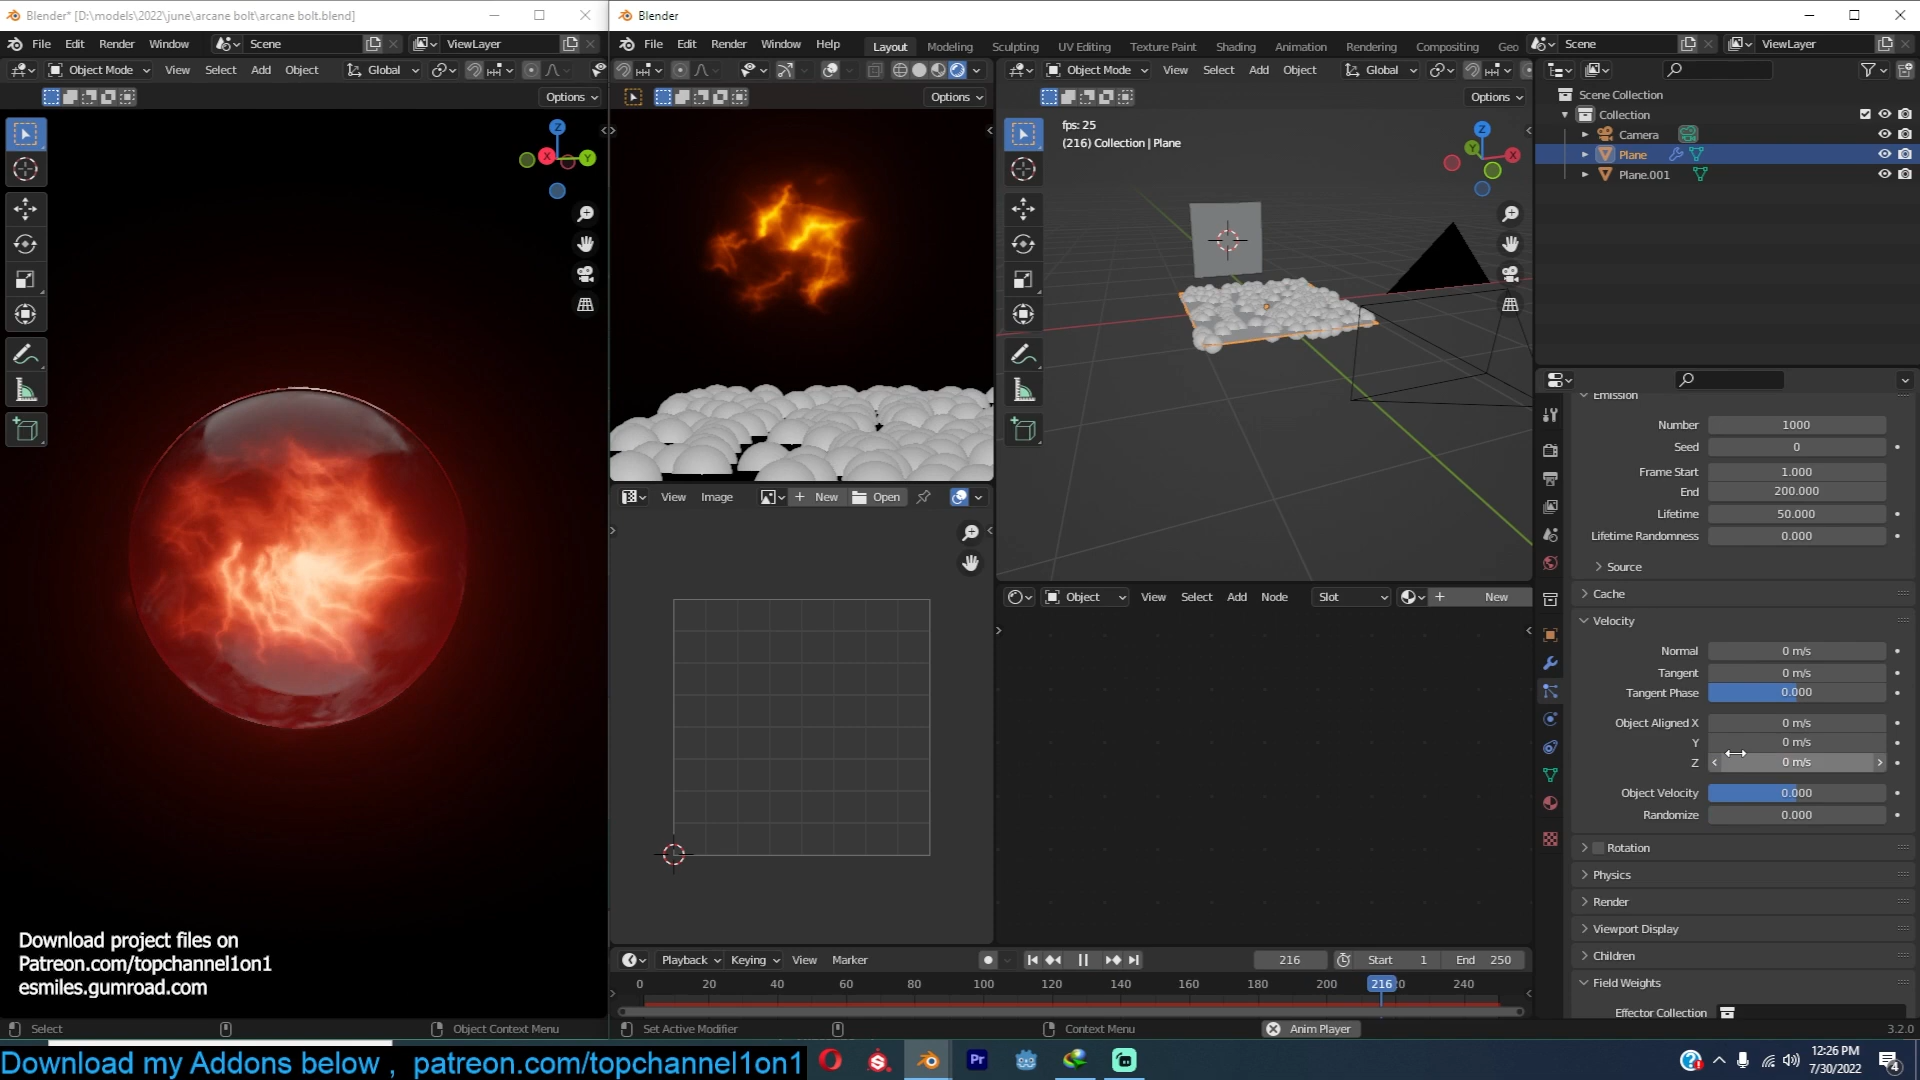 Blender* [D:\models\2022\june\arcane bolt\arcane bolt.blend]
Blender
File Edit Render Window Scene ViewLayer
File Edit Render Window Help Layout Modeling Sculpting UV Editing Texture Paint Shading Animation Rendering Compositing Geo Scene ViewLayer
Object Mode View Select Add Object Global
Object Mode View Select Add Object Global
Options
Options
Options
Z
X
Y
fps: 25
(216) Collection | Plane
Z
Y
X
Scene Collection
Collection
Camera
Plane
Plane.001
Emission
Number 1000
Seed 0
Frame Start 1.000
End 200.000
Lifetime 50.000
Lifetime Randomness 0.000
Source
Cache
Velocity
Normal 0 m/s
Tangent 0 m/s
Tangent Phase 0.000
Object Aligned X 0 m/s
Y 0 m/s
Z 0 m/s
Object Velocity 0.000
Randomize 0.000
Rotation
Physics
Render
Viewport Display
Children
Field Weights
Effector Collection
View Image New Open
Object View Select Add Node Slot New
Download project files on
Patreon.com/topchannel1on1
esmiles.gumroad.com
Playback Keying View Marker 216 Start 1 End 250
0 20 40 60 80 100 120 140 160 180 200 216 240
Select Object Context Menu
Set Active Modifier Context Menu Anim Player 3.2.0
Download my Addons below , patreon.com/topchannel1on1
Pr
12:26 PM
7/30/2022
4